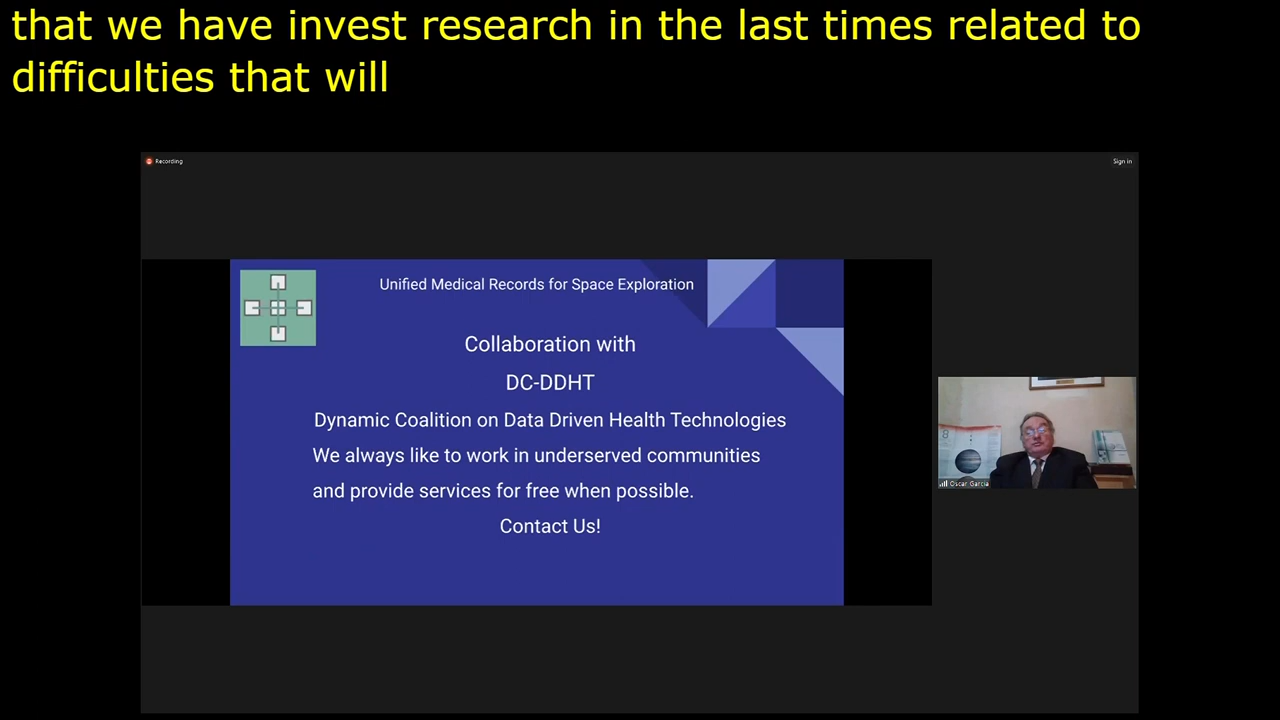 that we have invest research in the last times related to
difficulties that will
Recording
Sign in
Unified Medical Records for Space Exploration
Collaboration with
DC-DDHT
Dynamic Coalition on Data Driven Health Technologies
We always like to work in underserved communities
and provide services for free when possible.
Contact Us!
8
Oscar Garcia